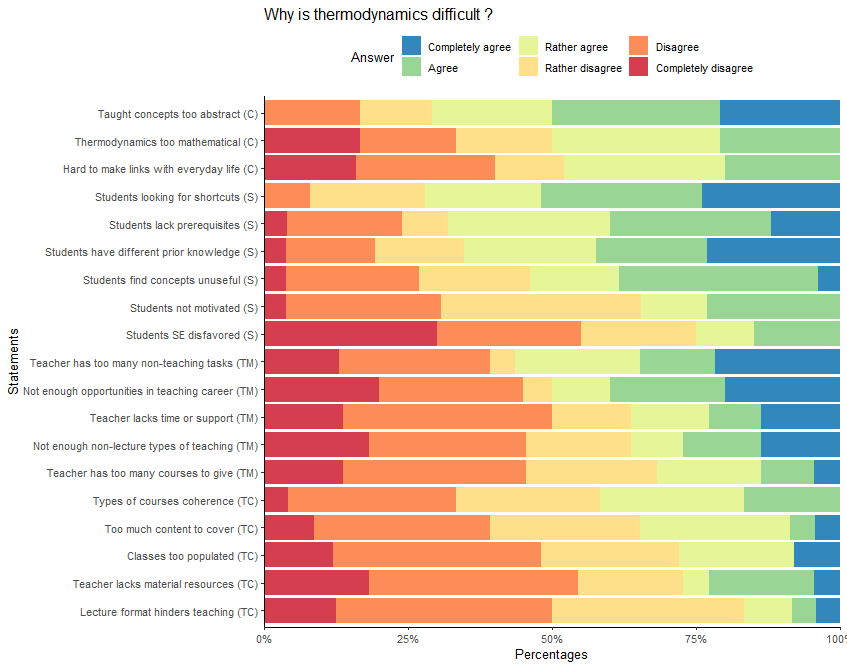 Why is thermodynamics difficult ?
Answer
Completely agree
Rather agree
Disagree
Agree
Rather disagree
Completely disagree
Statements
Taught concepts too abstract (C)
Thermodynamics too mathematical (C)
Hard to make links with everyday life (C)
Students looking for shortcuts (S)
Students lack prerequisites (S)
Students have different prior knowledge (S)
Students find concepts unuseful (S)
Students not motivated (S)
Students SE disfavored (S)
Teacher has too many non-teaching tasks (TM)
Not enough opportunities in teaching career (TM)
Teacher lacks time or support (TM)
Not enough non-lecture types of teaching (TM)
Teacher has too many courses to give (TM)
Types of courses coherence (TC)
Too much content to cover (TC)
Classes too populated (TC)
Teacher lacks material resources (TC)
Lecture format hinders teaching (TC)
0%
25%
50%
75%
100%
Percentages